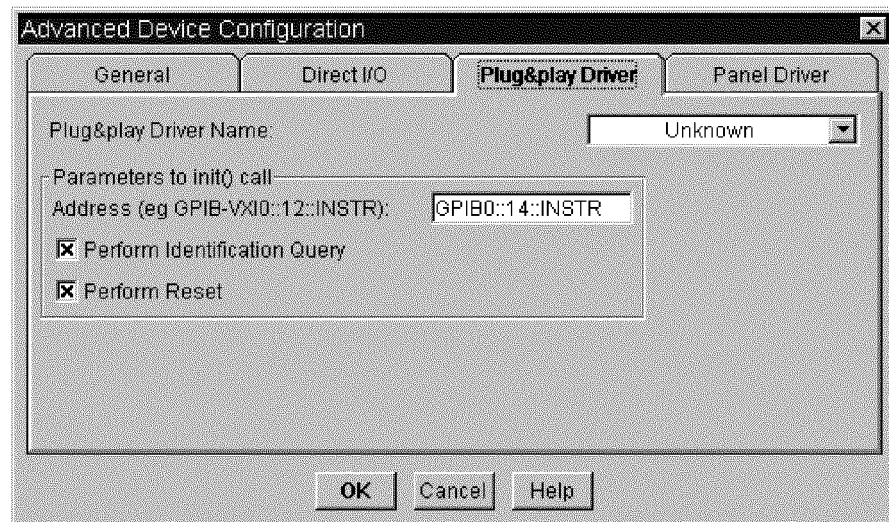 Advanced Device Configuration
General Direct I/O Plug&play Driver Panel Driver
Plug&play Driver Name: Unknown
Parameters to init() call
Address (eg GPIB-VXI0::12::INSTR): GPIB0::14::INSTR
Perform Identification Query
Perform Reset
OK Cancel Help